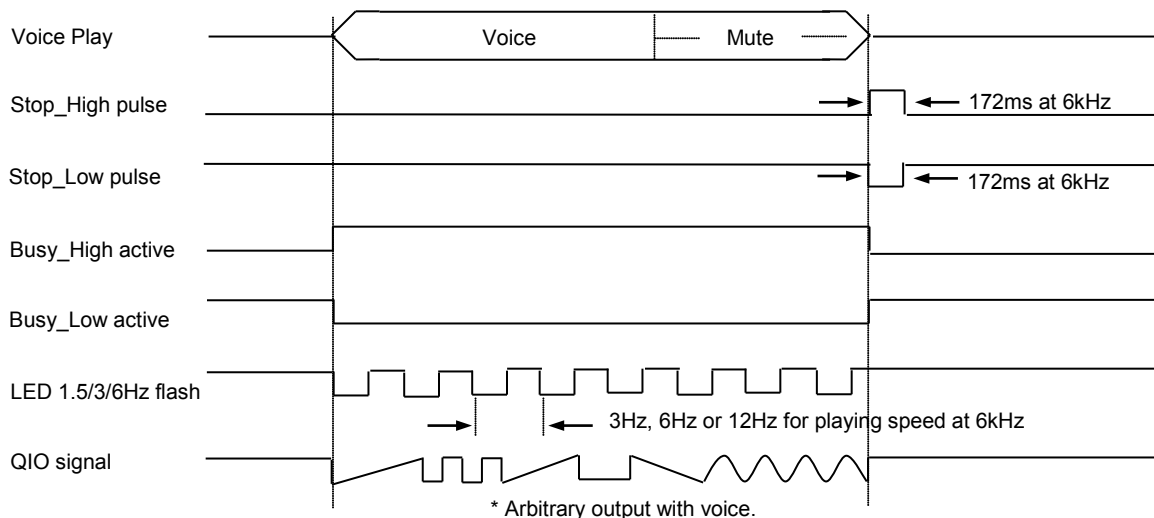 Voice Play
Voice
Mute
Stop_High pulse
172ms at 6kHz
Stop_Low pulse
172ms at 6kHz
Busy_High active
Busy_Low active
LED 1.5/3/6Hz flash
3Hz, 6Hz or 12Hz for playing speed at 6kHz
QIO signal
* Arbitrary output with voice.